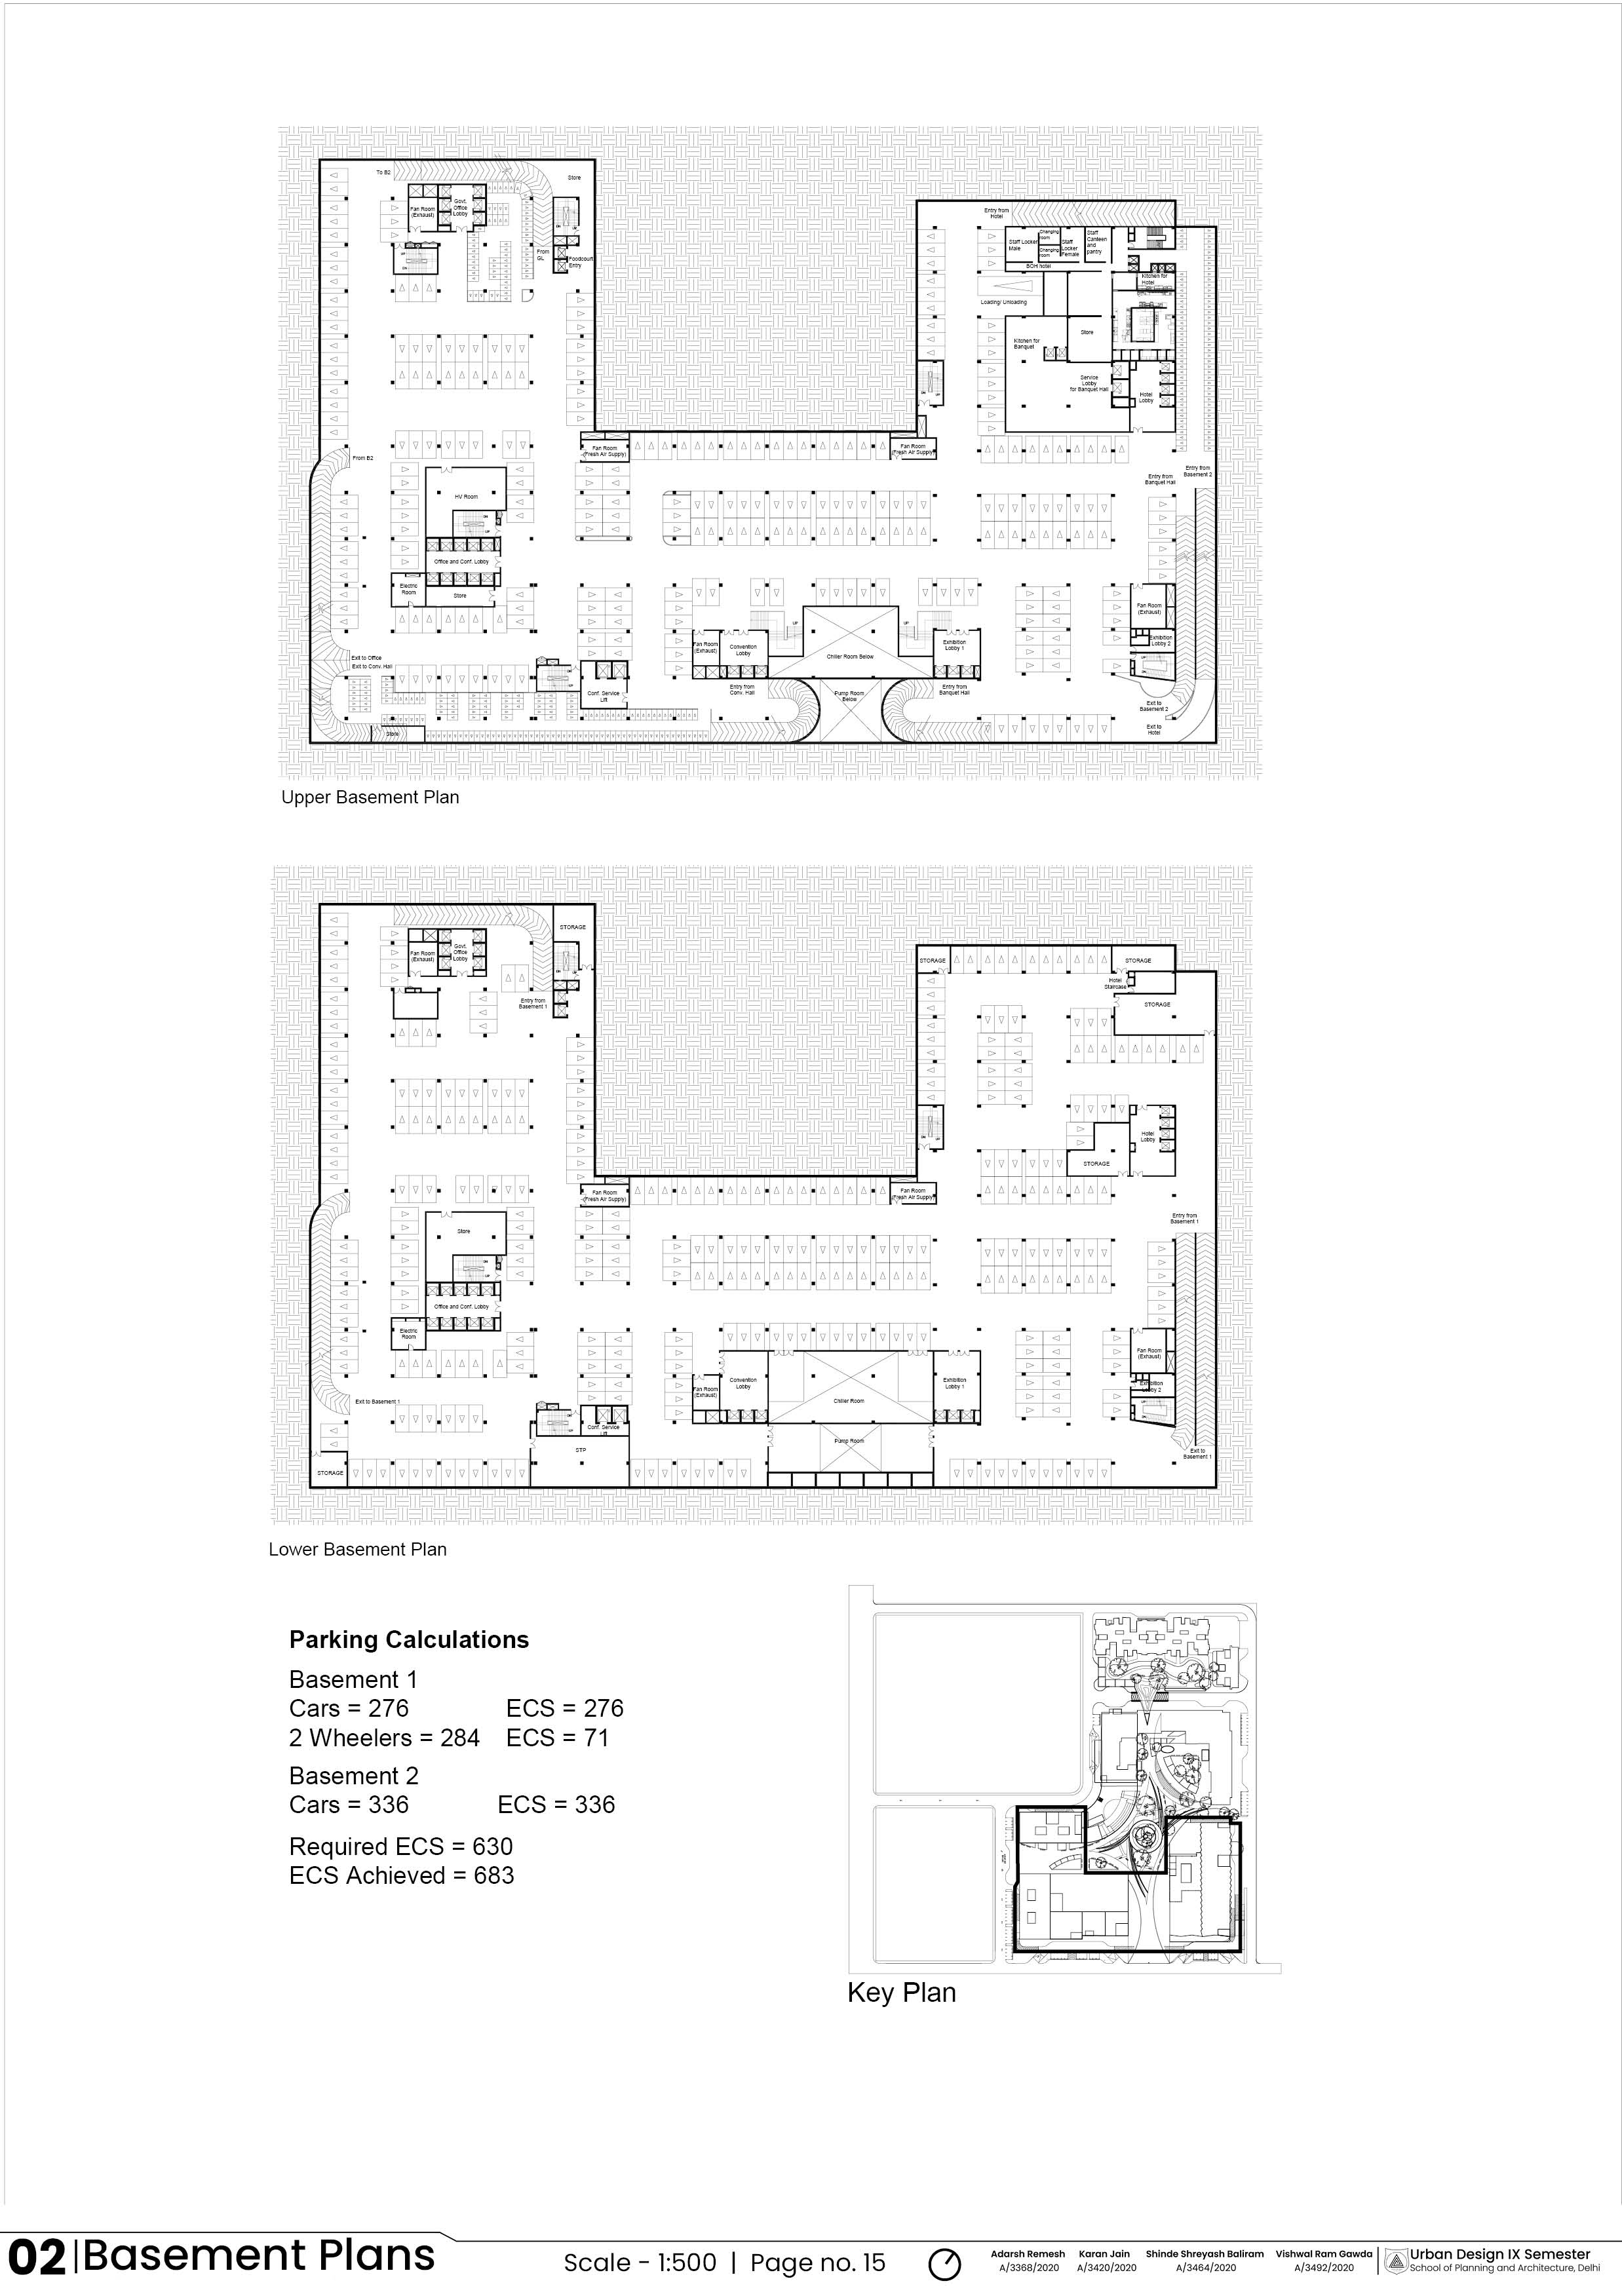 To B2
Store
Fan Room
(Exhaust)
Govt.
Office
Lobby
UP
DN
From
GL
Foodcourt
Entry
Entry from
Hotel
Staff Locker
Male
Changing
room
Changing
room
Staff
Locker
Female
Staff
Canteen
and
pantry
BOH hotel
Kitchen for
Hotel
Loading/ Unloading
Kitchen for
Banquet
Store
Service
Lobby
for Banquet Hall
Hotel
Lobby
Fan Room
(Fresh Air Supply)
Fan Room
(Fresh Air Supply)
From B2
HV Room
DN
UP
Office and Conf. Lobby
Electric
Room
Store
Entry from
Banquet Hall
Entry from
Basement 2
Exit to Office
Exit to Conv. Hall
Conf. Service
Lift
Store
Fan Room
(Exhaust)
Convention
Lobby
UP
Chiller Room Below
UP
Exhibition
Lobby 1
Entry from
Conv. Hall
Pump Room
Below
Entry from
Banquet Hall
Fan Room
(Exhaust)
Exhibition
Lobby 2
Exit to
Basement 2
Exit to
Hotel
Upper Basement Plan
STORAGE
Fan Room
(Exhaust)
Govt.
Office
Lobby
Entry from
Basement 1
STORAGE
STORAGE
Hotel
Staircase
STORAGE
Hotel
Lobby
STORAGE
Fan Room
(Fresh Air Supply)
Fan Room
(Fresh Air Supply)
Store
DN
UP
Office and Conf. Lobby
Electric
Room
Entry from
Basement 1
Exit to Basement 1
Conf. Service
Lift
STP
STORAGE
Fan Room
(Exhaust)
Convention
Lobby
Chiller Room
Exhibition
Lobby 1
Pump Room
Fan Room
(Exhaust)
Exhibition
Lobby 2
Exit to
Basement 1
Lower Basement Plan
Parking Calculations
Basement 1
Cars = 276 ECS = 276
2 Wheelers = 284 ECS = 71
Basement 2
Cars = 336 ECS = 336
Required ECS = 630
ECS Achieved = 683
Key Plan
02|Basement Plans
Scale - 1:500 | Page no. 15
Adarsh Remesh Karan Jain Shinde Shreyash Baliram Vishwal Ram Gawda
A/3368/2020 A/3420/2020 A/3464/2020 A/3492/2020
Urban Design IX Semester
School of Planning and Architecture, Delhi